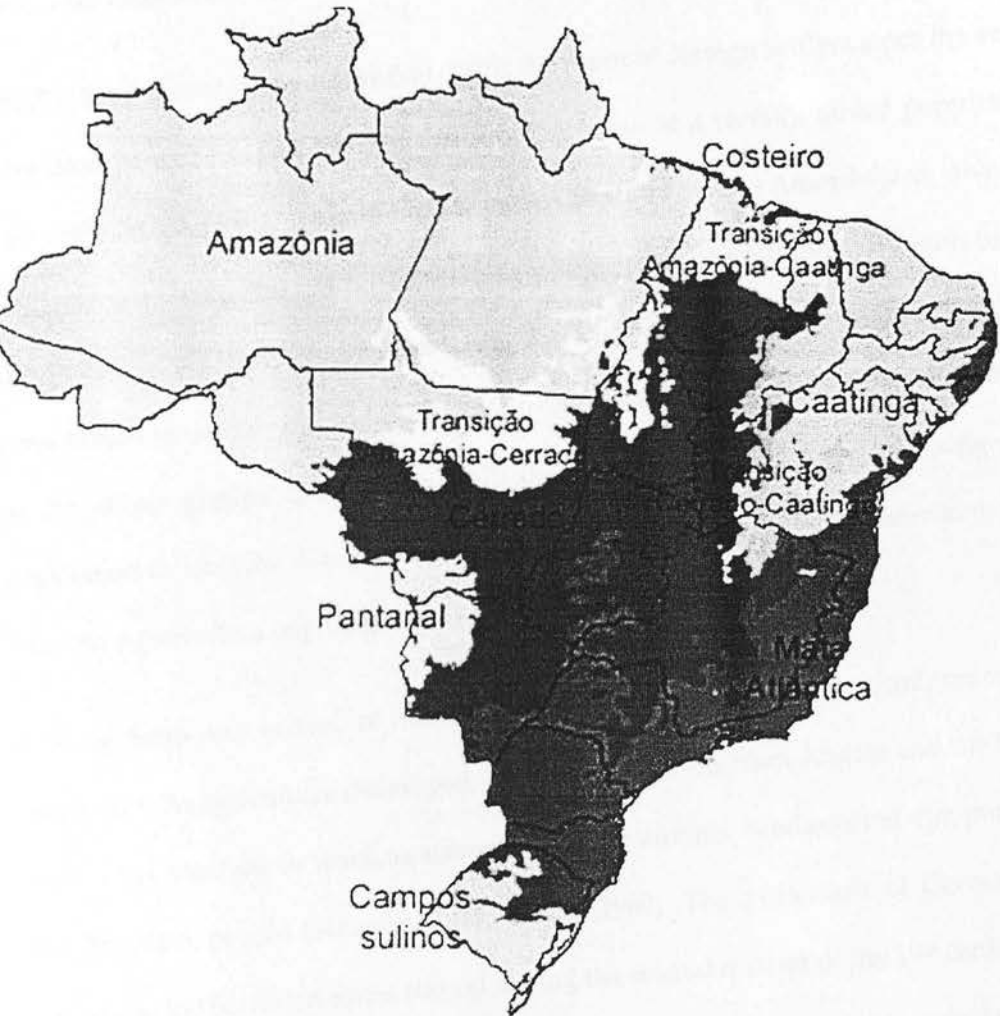 Costeiro
Transição
Amazônia-Caatinga
Amazônia
Caatinga
Transição
Amazônia-Cerrado
Transição
Cerrado-Caatinga
Cerrado
Pantanal
Mata
Atlântica
Campos
sulinos